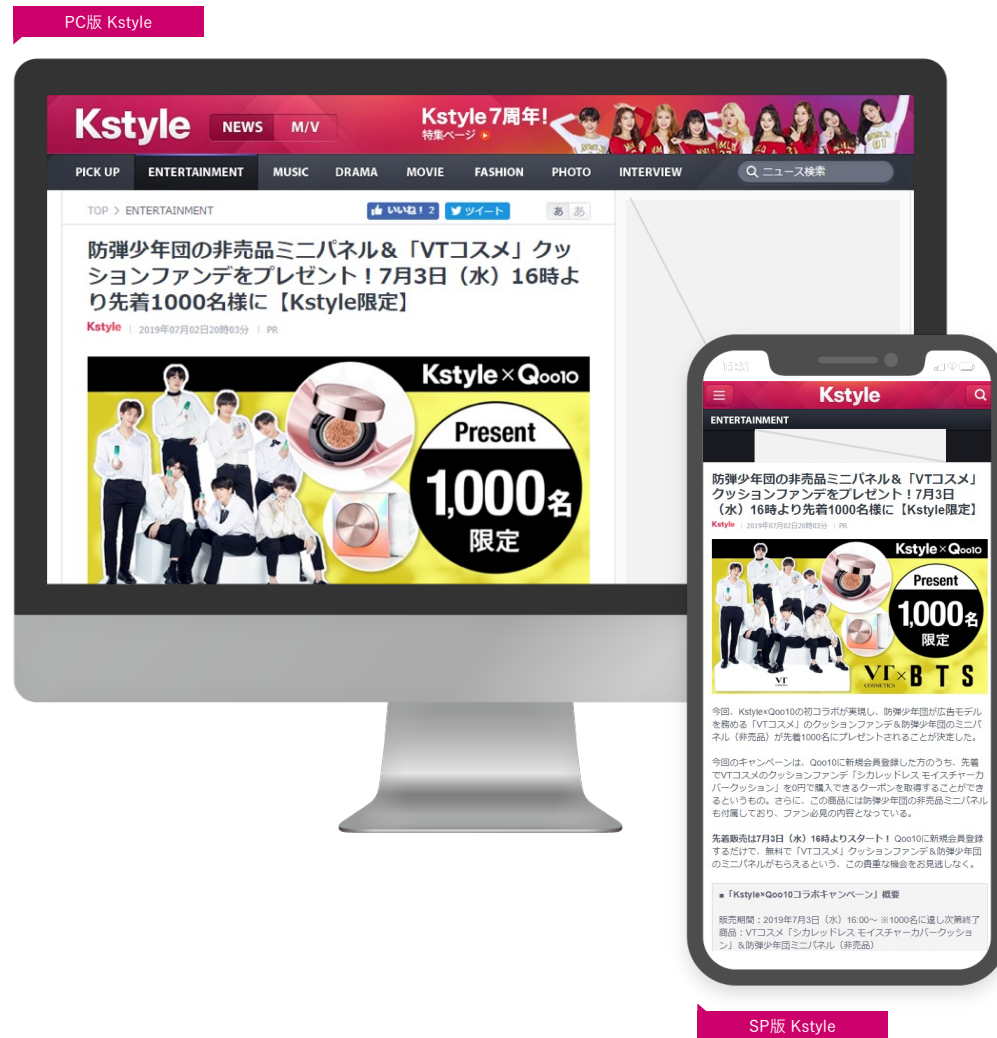 PC版 Kstyle
Kstyle
NEWS
M/V
Kstyle7周年!
特集ページ
PICK UP
ENTERTAINMENT
MUSIC
DRAMA
MOVIE
FASHION
PHOTO
INTERVIEW
ニュース検索
TOP > ENTERTAINMENT
いいね！ 2
ツイート
あ
あ
防弾少年団の非売品ミニパネル＆「VTコスメ」クッ
ションファンデをプレゼント！7月3日（水）16時よ
り先着1000名様に【Kstyle限定】
Kstyle | 2019年07月02日20時03分 | PR
Kstyle×Qoo10
Present
1,000名
限定
Kstyle
ENTERTAINMENT
防弾少年団の非売品ミニパネル＆「VTコスメ」
クッションファンデをプレゼント！7月3日
（水）16時より先着1000名様に【Kstyle限定】
Kstyle | 2019年07月02日20時03分 | PR
Kstyle×Qoo10
Present
1,000名
限定
VT
VT×BTS
COSMETICS
今回、Kstyle×Qoo10の初コラボが実現し、防弾少年団が広告モデル
を務める「VTコスメ」のクッションファンデ＆防弾少年団のミニパ
ネル（非売品）が先着1000名にプレゼントされることが決定した。
今回のキャンペーンは、Qoo10に新規会員登録した方のうち、先着
でVTコスメのクッションファンデ「シカレッドレス モイスチャーカ
バークッション」を0円で購入できるクーポンを取得することができ
るというもの。さらに、この商品には防弾少年団の非売品ミニパネル
も付属しており、ファン必見の内容となっている。
先着販売は7月3日（水）16時よりスタート！ Qoo10に新規会員登録
するだけで、無料で「VTコスメ」クッションファンデ＆防弾少年団
のミニパネルがもらえるという、この貴重な機会をお見逃しなく。
■「Kstyle×Qoo10コラボキャンペーン」概要
販売期間：2019年7月3日（水）16:00～ ※1000名に達し次第終了
商品：VTコスメ「シカレッドレス モイスチャーカバークッショ
ン」＆防弾少年団ミニパネル（非売品）
SP版 Kstyle